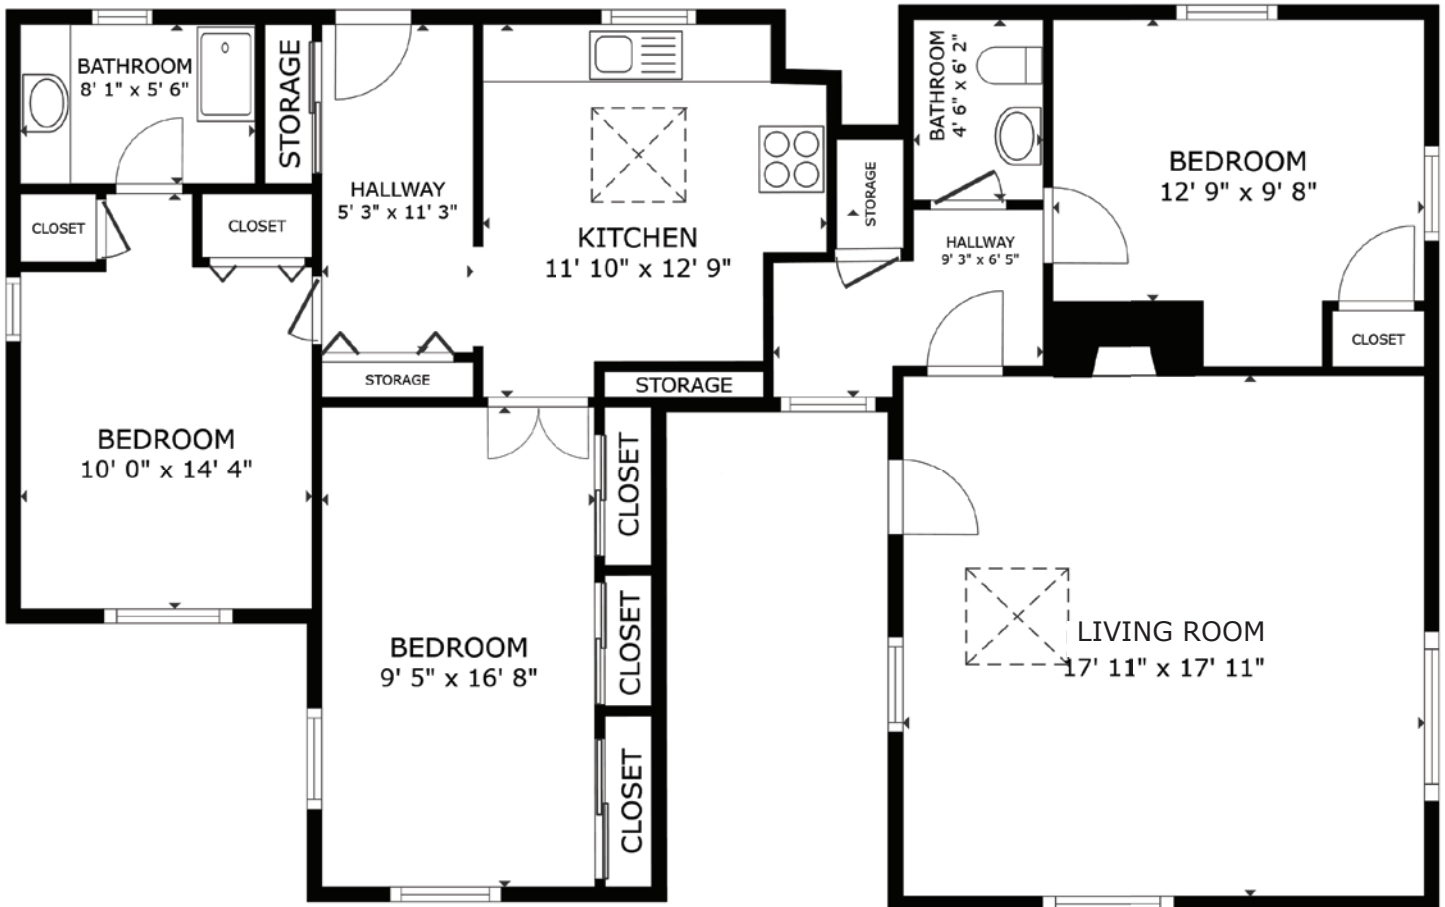 BATHROOM
8' 1" x 5' 6"
STORAGE
HALLWAY
5' 3" x 11' 3"
KITCHEN
11' 10" x 12' 9"
STORAGE
BATHROOM
4' 6" x 6' 2"
HALLWAY
9' 3" x 6' 5"
BEDROOM
12' 9" x 9' 8"
CLOSET
CLOSET
CLOSET
STORAGE
STORAGE
BEDROOM
10' 0" x 14' 4"
BEDROOM
9' 5" x 16' 8"
CLOSET
CLOSET
CLOSET
LIVING ROOM
17' 11" x 17' 11"